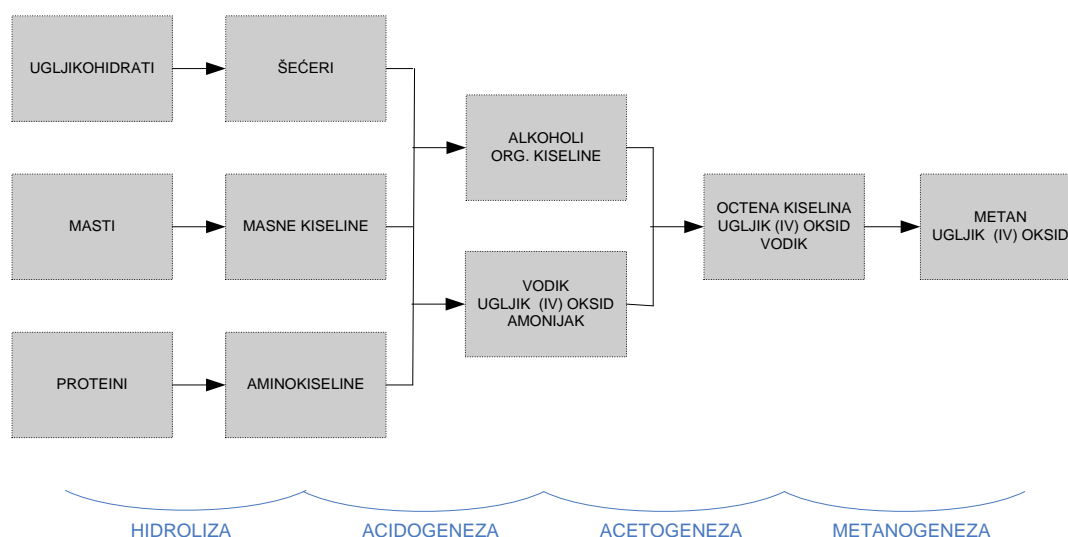 UGLJIKOHIDRATI
ŠEĆERI
ALKOHOLI
ORG. KISELINE
MASTI
MASNE KISELINE
OCTENA KISELINA
UGLJIK (IV) OKSID
VODIK
METAN
UGLJIK (IV) OKSID
VODIK
UGLJIK (IV) OKSID
AMONIJAK
PROTEINI
AMINOKISELINE
HIDROLIZA
ACIDOGENEZA
ACETOGENEZA
METANOGENEZA